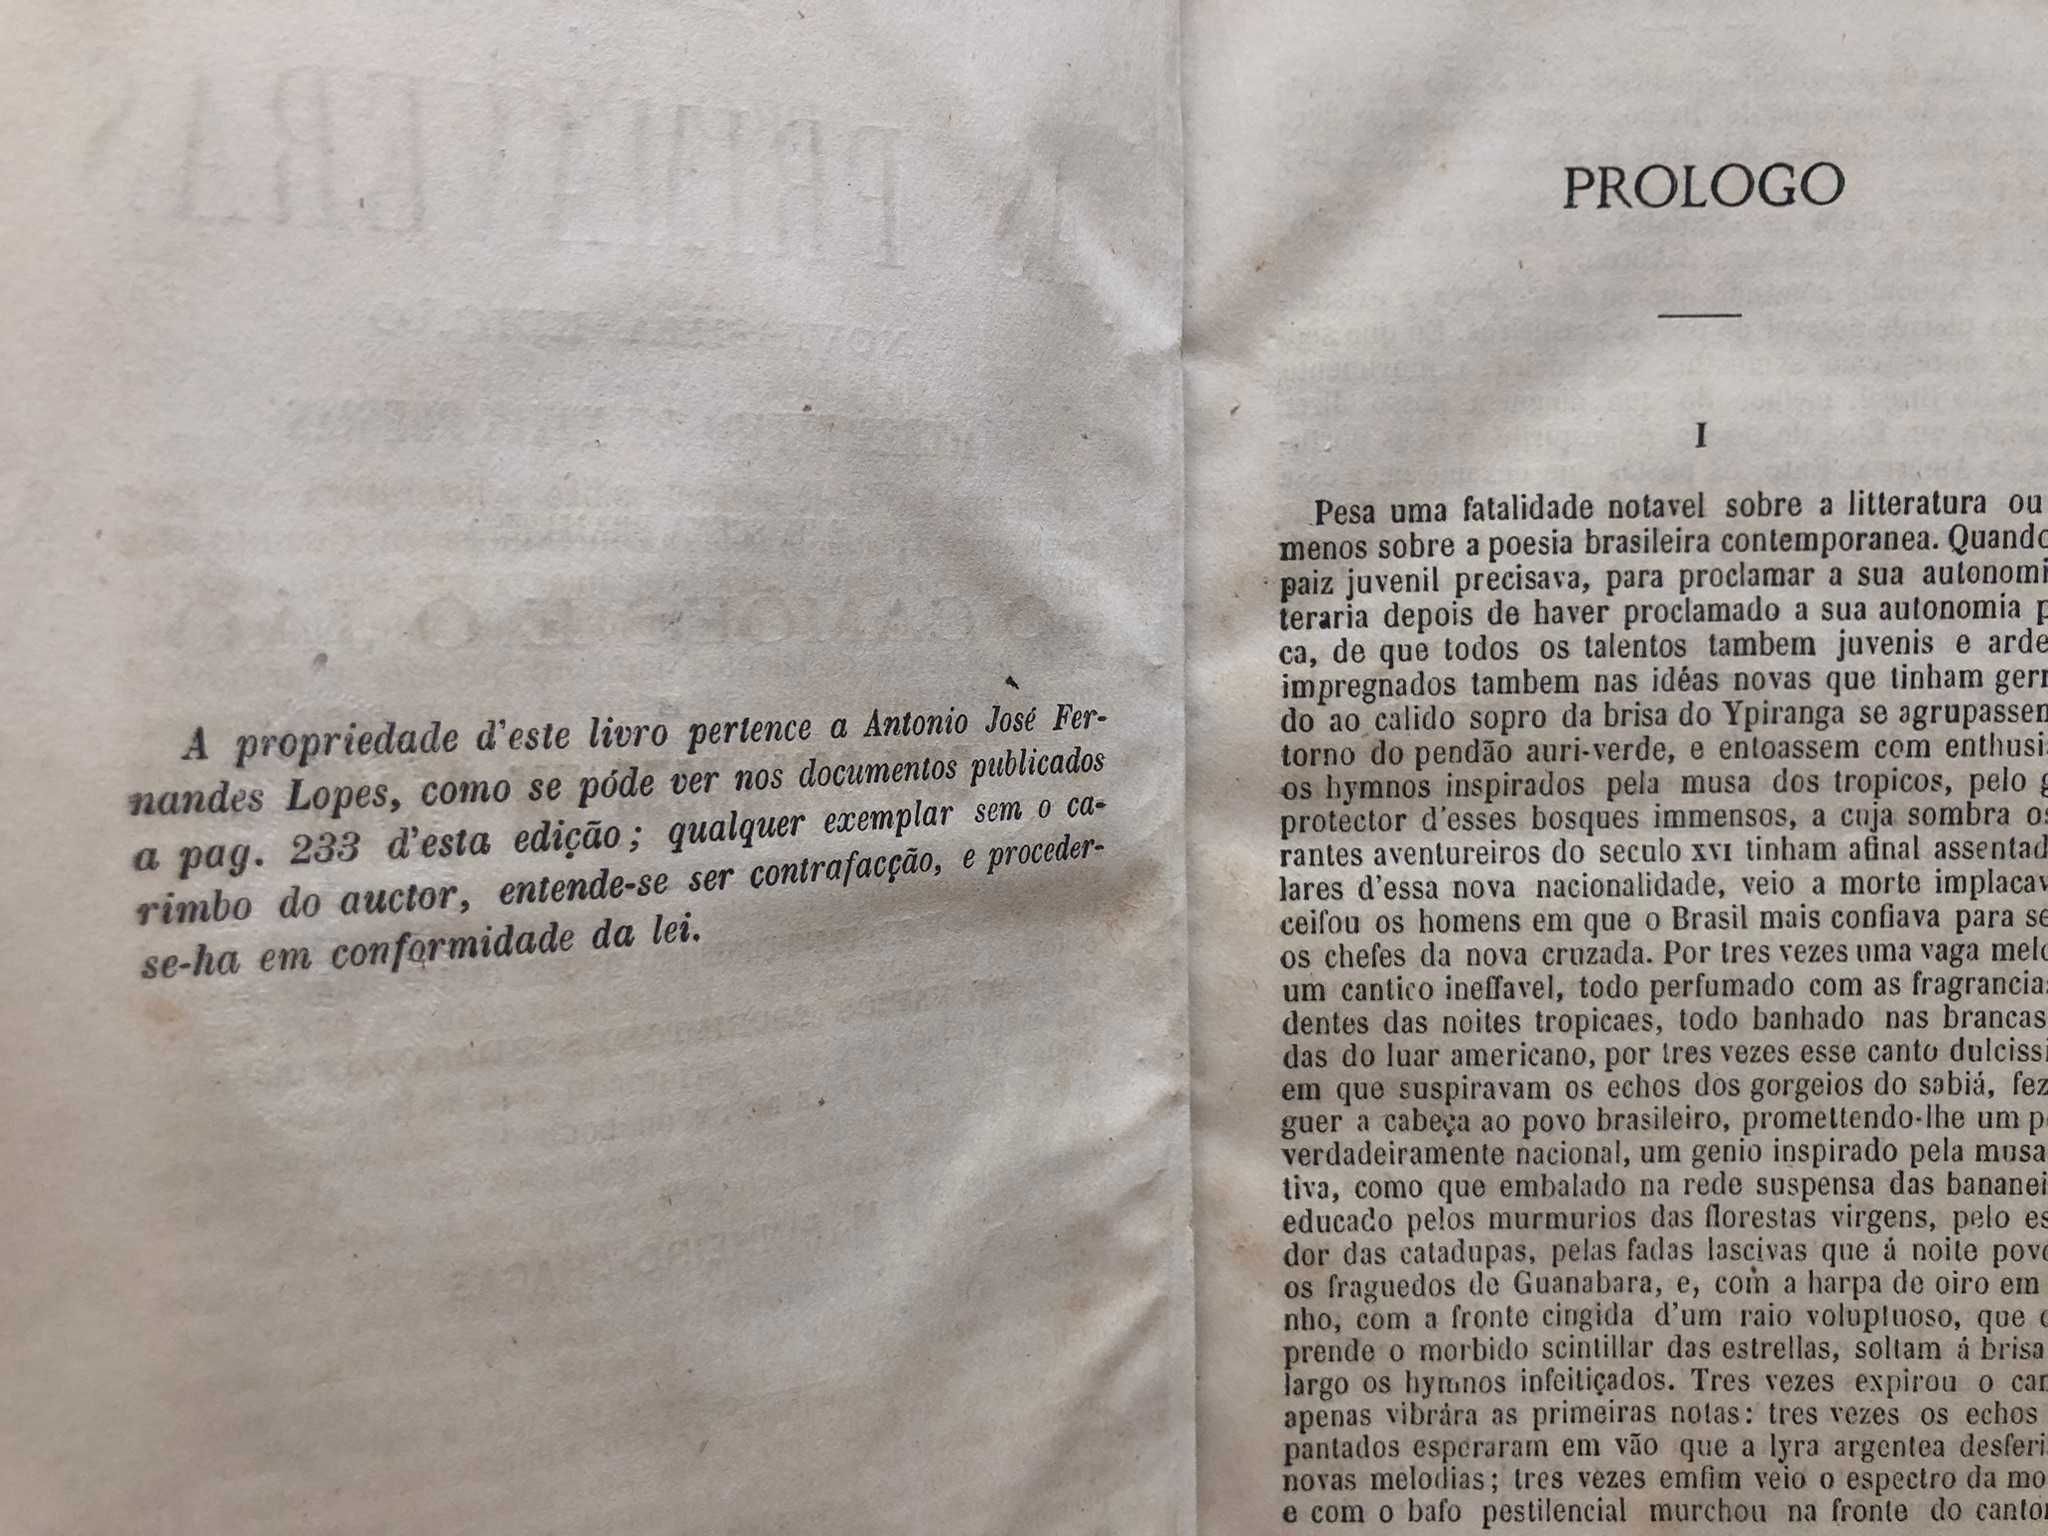 A propriedade d'este livro pertence a Antonio José Fer-
nandes Lopes, como se póde ver nos documentos publicados
a pag. 233 d'esta edição; qualquer exemplar sem o ca-
rimbo do auctor, entende-se ser contrafacção, e proceder-
se-ha em conformidade da lei.
PROLOGO
I
Pesa uma fatalidade notavel sobre a litteratura ou
menos sobre a poesia brasileira contemporanea. Quando
paiz juvenil precisava, para proclamar a sua autonomi
teraria depois de haver proclamado a sua autonomia p
ca, de que todos os talentos tambem juvenis e arde
impregnados tambem nas idéas novas que tinham germ
do ao calido sopro da brisa do Ypiranga se agrupassem
torno do pendão auri-verde, e entoassem com enthusia
os hymnos inspirados pela musa dos tropicos, pelo g
protector d'esses bosques immensos, a cuja sombra os
rantes aventureiros do seculo XVI tinham afinal assentad
lares d'essa nova nacionalidade, veio a morte implacav
ceifou os homens em que o Brasil mais confiava para se
os chefes da nova cruzada. Por tres vezes uma vaga melo
um cantico ineffavel, todo perfumado com as fragrancias
dentes das noites tropicaes, todo banhado nas brancas
das do luar americano, por tres vezes esse canto dulcissi
em que suspiravam os echos dos gorgeios do sabiá, fez
guer a cabeça ao povo brasileiro, promettendo-lhe um po
verdadeiramente nacional, um genio inspirado pela musa
tiva, como que embalado na rede suspensa das bananei
educado pelos murmurios das florestas virgens, pelo es
dor das catadupas, pelas fadas lascivas que á noite povo
os fraguedos de Guanabara, e, com a harpa de oiro em
nho, com a fronte cingida d'um raio voluptuoso, que
prende o morbido scintillar das estrellas, soltam á brisa
largo os hymnos infeitiçados. Tres vezes expirou o can
apenas vibrára as primeiras notas: tres vezes os echos
pantados esperaram em vão que a lyra argentea desferis
novas melodias; tres vezes emfim veio o espectro da mo
e com o bafo pestilencial murchou na fronte do cantor